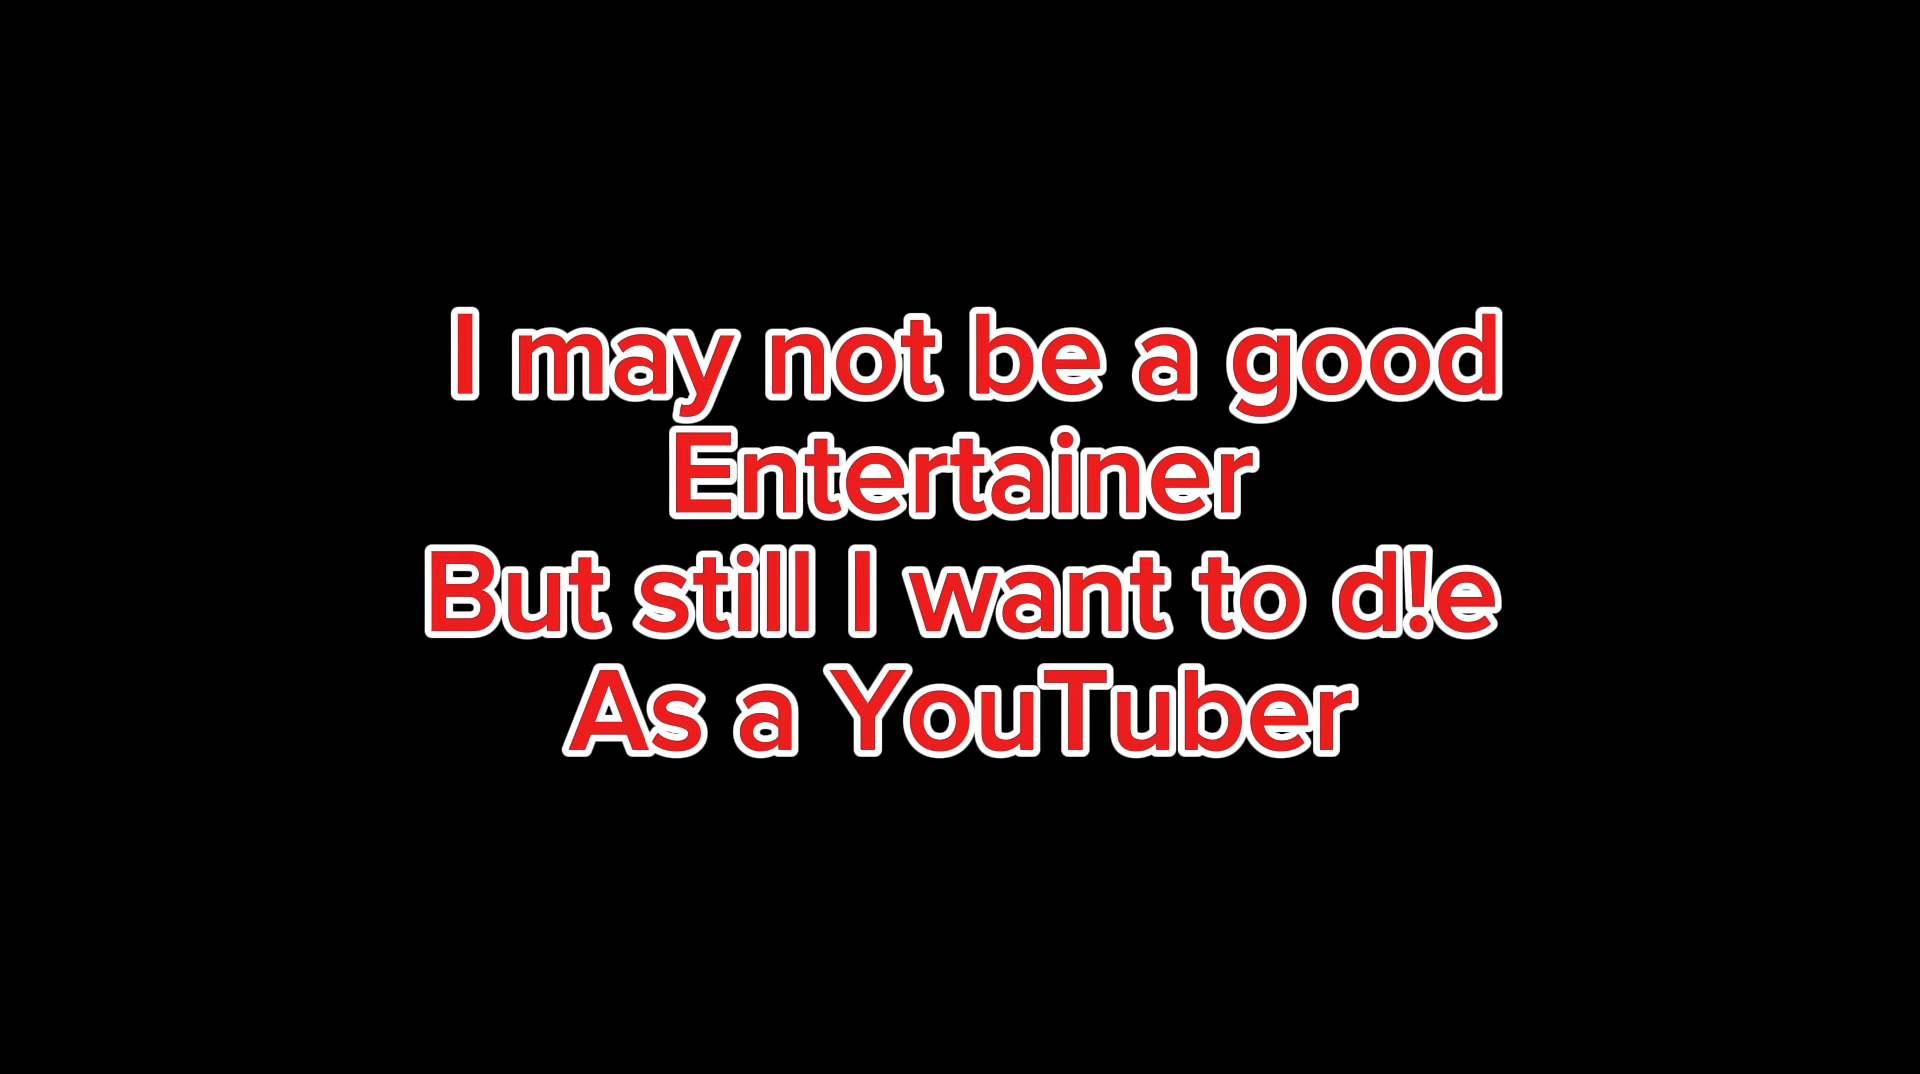 I may not be a good
Entertainer
But still I want to d!e
As a YouTuber